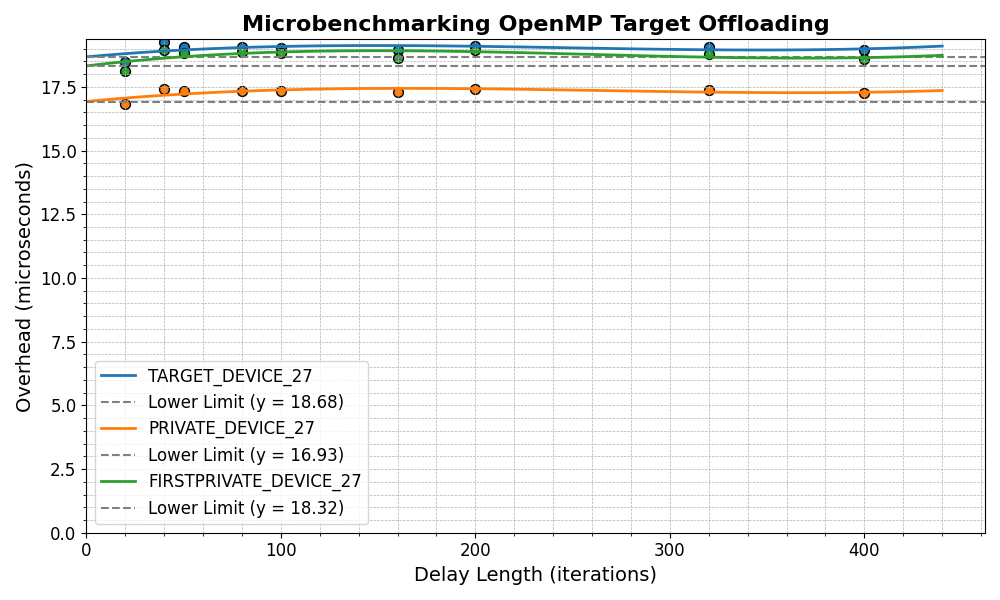 Microbenchmarking OpenMP Target Offloading
Overhead (microseconds)
17.5
15.0
12.5
10.0
7.5
5.0
2.5
0.0
TARGET_DEVICE_27
Lower Limit (y = 18.68)
PRIVATE_DEVICE_27
Lower Limit (y = 16.93)
FIRSTPRIVATE_DEVICE_27
Lower Limit (y = 18.32)
0 100 200 300 400
Delay Length (iterations)